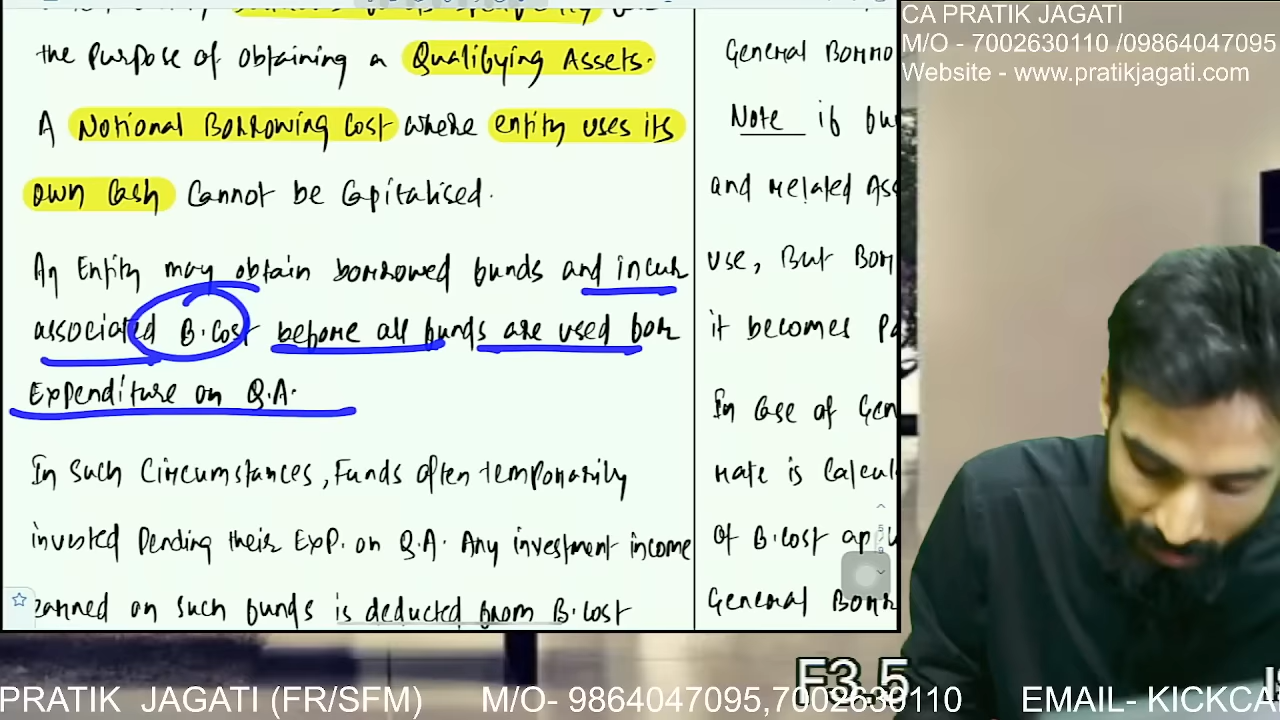 the Purpose of obtaining a Qualifying Assets.
A Notional Borrowing Cost where entity uses its
own Cash Cannot be Capitalised.
An Entity may obtain borrowed funds and incur
associated B.Cost before all funds are used for
Expenditure on Q.A.
In Such Circumstances, Funds often temporarily
invested Pending their Exp. on Q.A. Any investment income
earned on such funds is deducted from B.Cost
General Borro
Note if fu
and related Ass
use, But Borr
it becomes Pa
In Case of Gen
rate is Calcul
of B.Cost ap
General Borr
CA PRATIK JAGATI
M/O - 7002630110 /09864047095
Website - www.pratikjagati.com
F3.5
PRATIK JAGATI (FR/SFM) M/O- 9864047095,7002630110 EMAIL- KICKCA